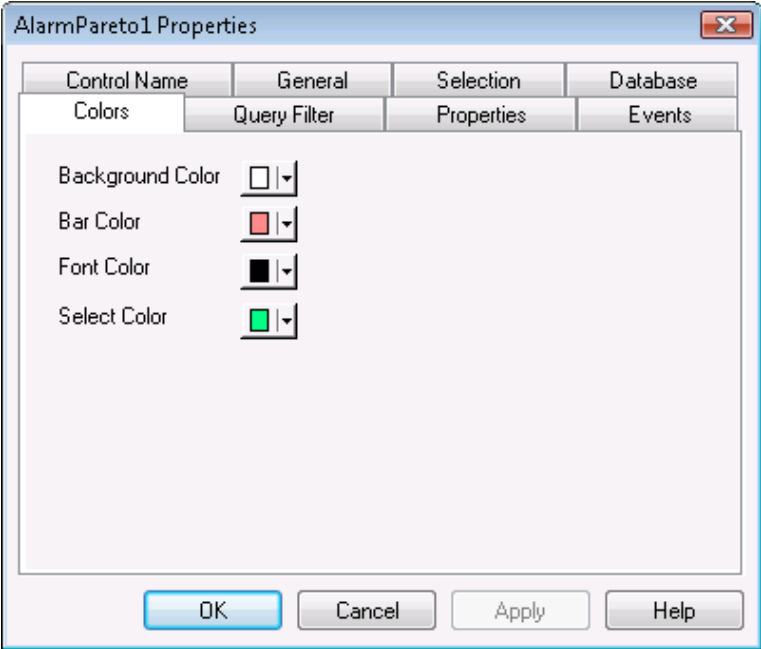 AlarmPareto1 Properties
Control Name General Selection Database
Colors Query Filter Properties Events
Background Color
Bar Color
Font Color
Select Color
OK Cancel Apply Help